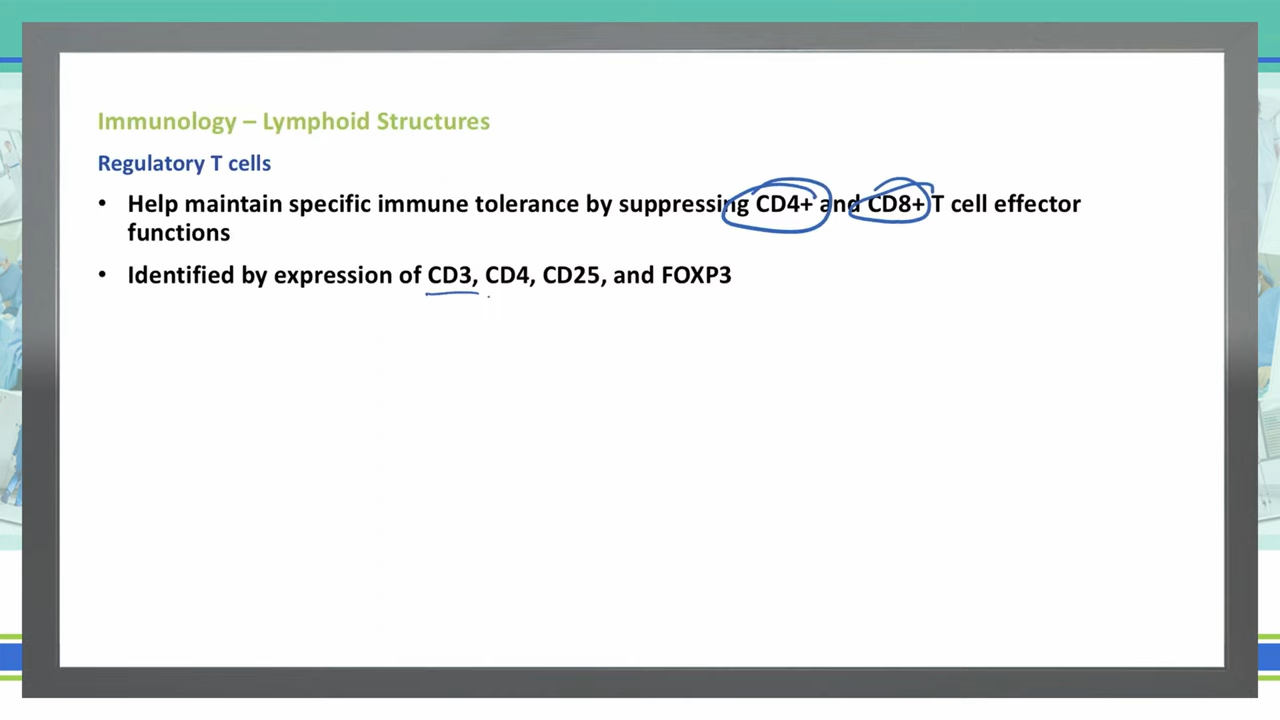 Immunology – Lymphoid Structures
Regulatory T cells
• Help maintain specific immune tolerance by suppressing CD4+ and CD8+ T cell effector
functions
• Identified by expression of CD3, CD4, CD25, and FOXP3